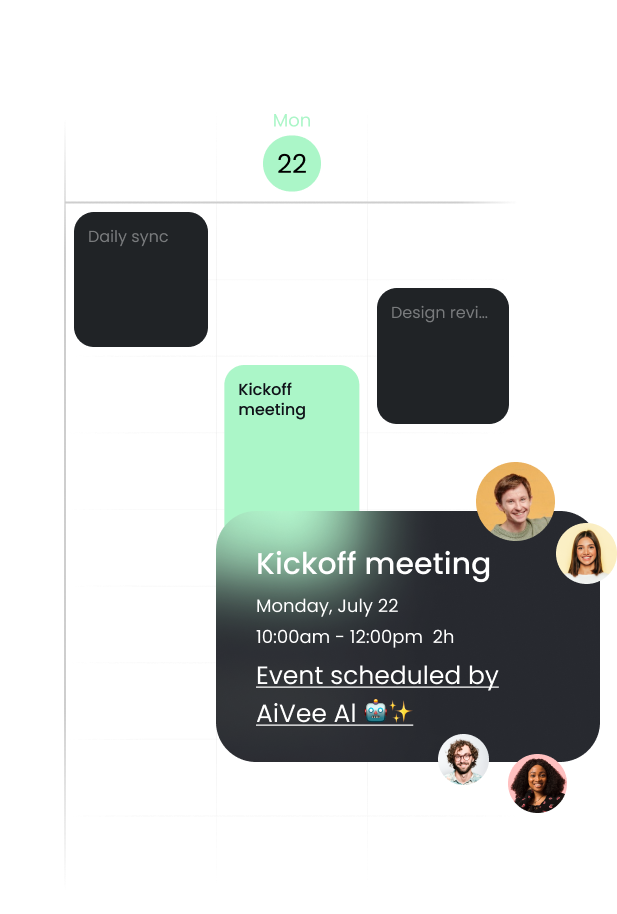 Mon
22
Daily sync
Design revi...
Kickoff
meeting
Kickoff meeting
Monday, July 22
10:00am - 12:00pm 2h
Event scheduled by
AiVee AI 🤖✨